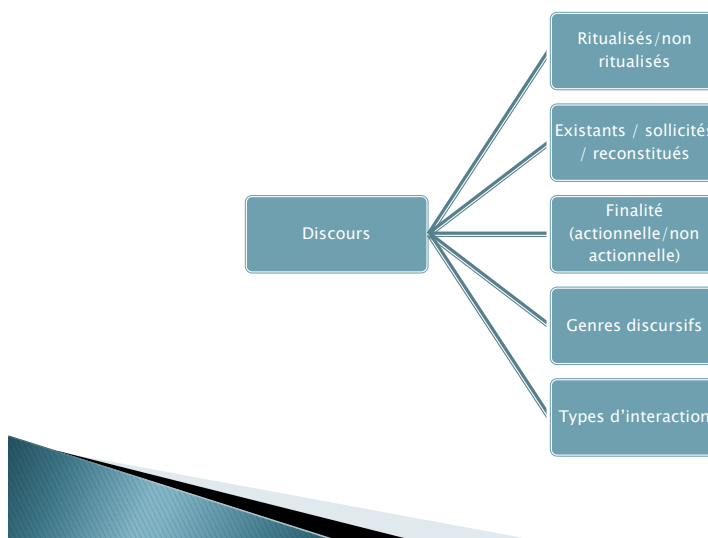 Ritualisés/non
ritualisés
Existants / sollicités
/ reconstitués
Discours
Finalité
(actionnelle/non
actionnelle)
Genres discursifs
Types d'interaction